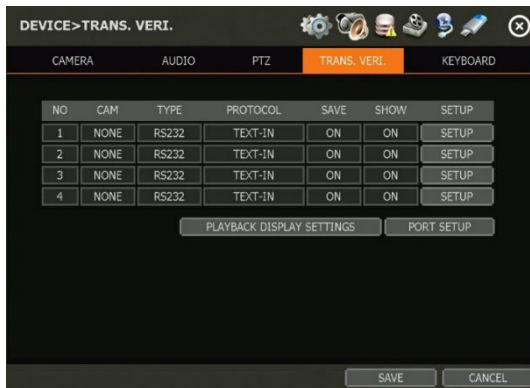 DEVICE>TRANS. VERI.
CAMERA AUDIO PTZ TRANS. VERI. KEYBOARD
NO CAM TYPE PROTOCOL SAVE SHOW SETUP
1 NONE RS232 TEXT-IN ON ON SETUP
2 NONE RS232 TEXT-IN ON ON SETUP
3 NONE RS232 TEXT-IN ON ON SETUP
4 NONE RS232 TEXT-IN ON ON SETUP
PLAYBACK DISPLAY SETTINGS PORT SETUP
SAVE CANCEL